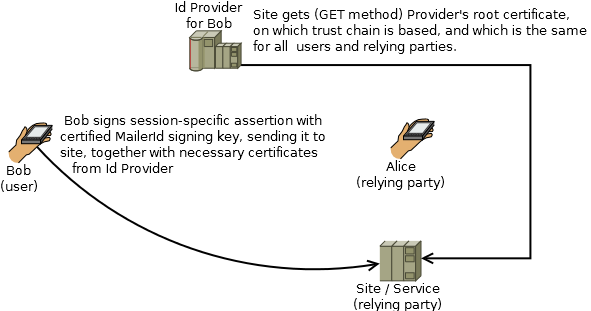 Id Provider
for Bob
Site gets (GET method) Provider's root certificate,
on which trust chain is based, and which is the same
for all users and relying parties.
Bob signs session-specific assertion with
certified MailerId signing key, sending it to
site, together with necessary certificates
from Id Provider
Bob
(user)
Alice
(relying party)
Site / Service
(relying party)